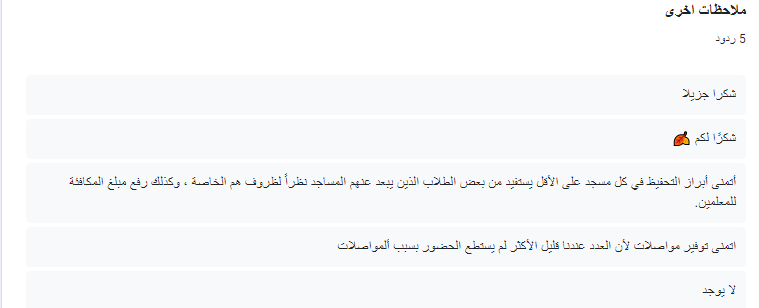 ملاحظات اخرى
5 ردود
شكرا جزيلا
شكرًا لكم 🍂
أتمنى أبراز التحفيظ في كل مسجد على الأقل يستفيد من بعض الطلاب الذين يبعد عنهم المساجد نظراً لظروف هم الخاصة ، وكذلك رفع مبلغ المكافئة
للمعلمين.
اتمنى توفير مواصلات لأن العدد عندنا قليل الأكثر لم يستطع الحضور بسبب ألمواصلات
لا يوجد